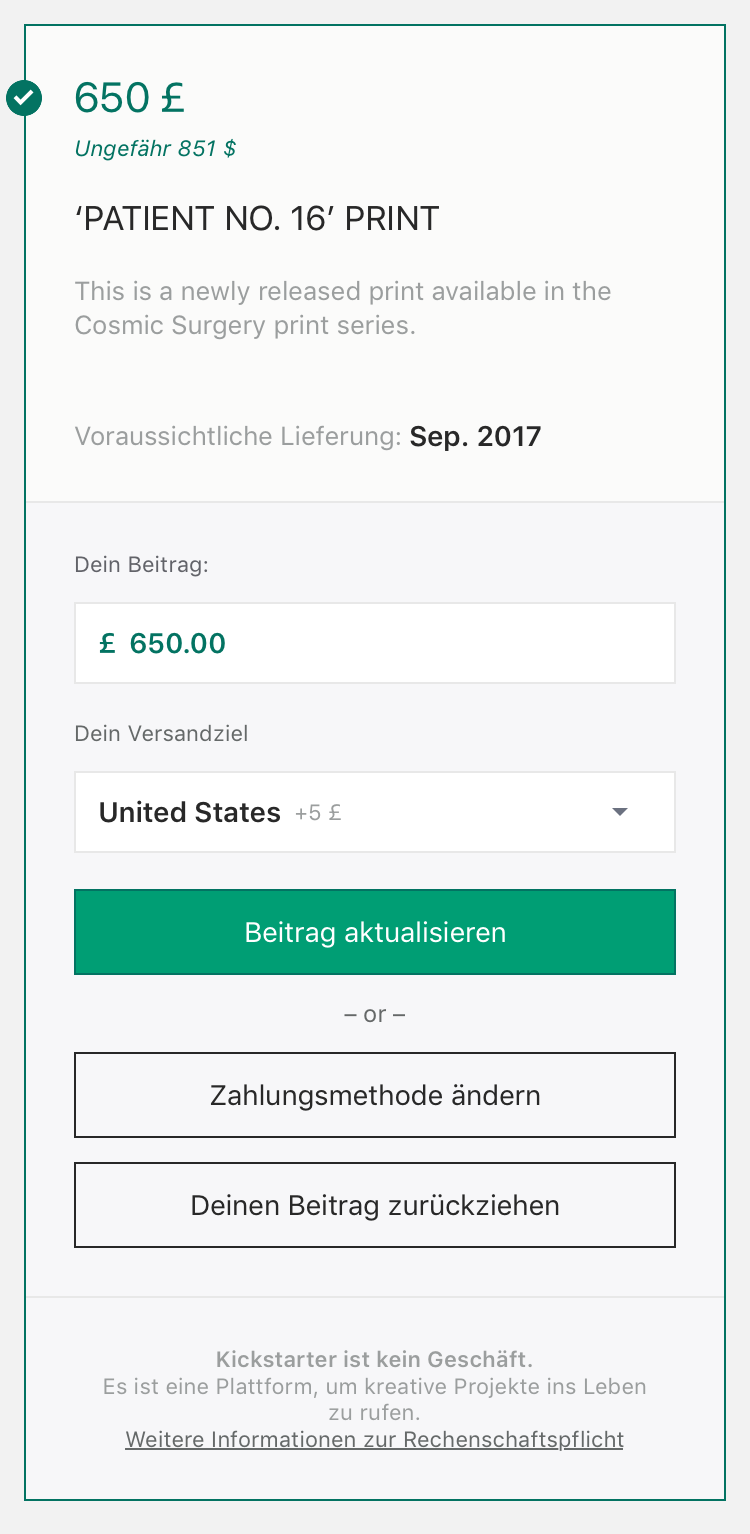 650 £
Ungefähr 851 $
‘PATIENT NO. 16’ PRINT
This is a newly released print available in the
Cosmic Surgery print series.
Voraussichtliche Lieferung: Sep. 2017
Dein Beitrag:
£ 650.00
Dein Versandziel
United States +5 £
Beitrag aktualisieren
– or –
Zahlungsmethode ändern
Deinen Beitrag zurückziehen
Kickstarter ist kein Geschäft.
Es ist eine Plattform, um kreative Projekte ins Leben
zu rufen.
Weitere Informationen zur Rechenschaftspflicht